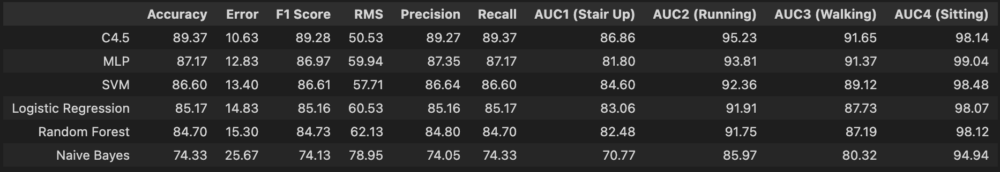 Accuracy Error F1 Score RMS Precision Recall AUC1 (Stair Up) AUC2 (Running) AUC3 (Walking) AUC4 (Sitting)
C4.5 89.37 10.63 89.28 50.53 89.27 89.37 86.86 95.23 91.65 98.14
MLP 87.17 12.83 86.97 59.94 87.35 87.17 81.80 93.81 91.37 99.04
SVM 86.60 13.40 86.61 57.71 86.64 86.60 84.60 92.36 89.12 98.48
Logistic Regression 85.17 14.83 85.16 60.53 85.16 85.17 83.06 91.91 87.73 98.07
Random Forest 84.70 15.30 84.73 62.13 84.80 84.70 82.48 91.75 87.19 98.12
Naive Bayes 74.33 25.67 74.13 78.95 74.05 74.33 70.77 85.97 80.32 94.94